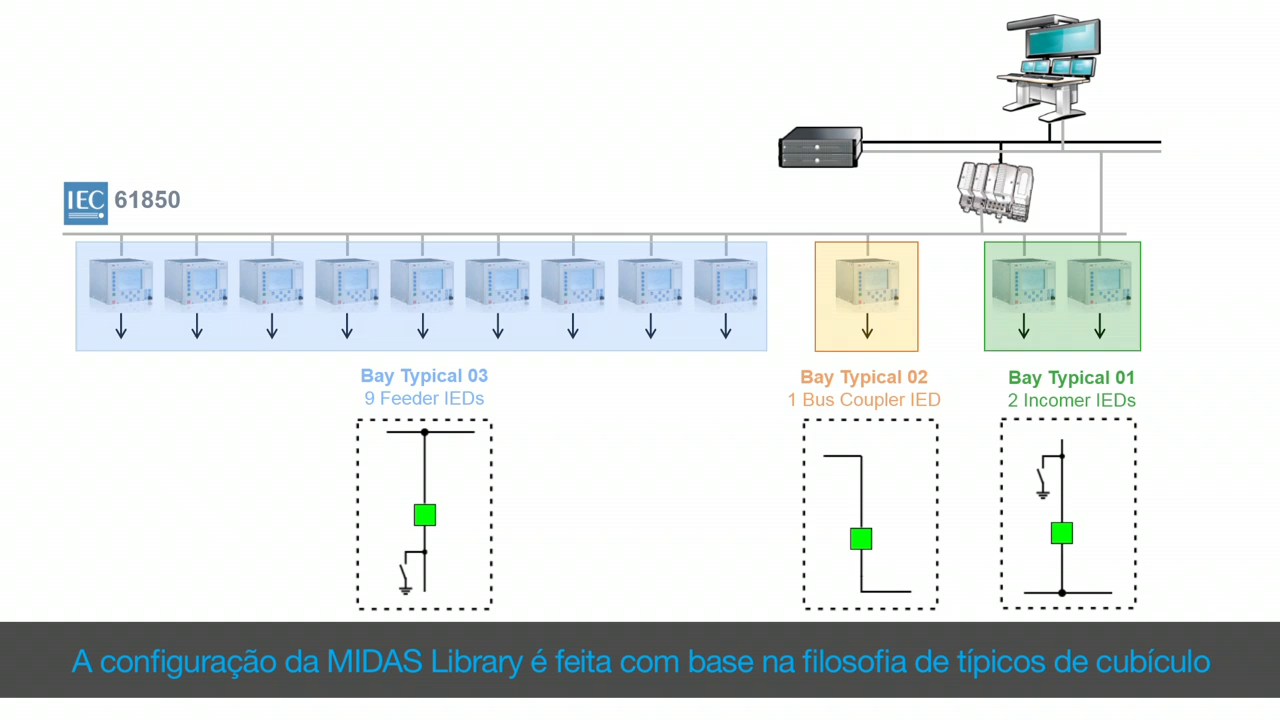 IEC 61850
Bay Typical 03
9 Feeder IEDs
Bay Typical 02
1 Bus Coupler IED
Bay Typical 01
2 Incomer IEDs
A configuração da MIDAS Library é feita com base na filosofia de típicos de cubículo